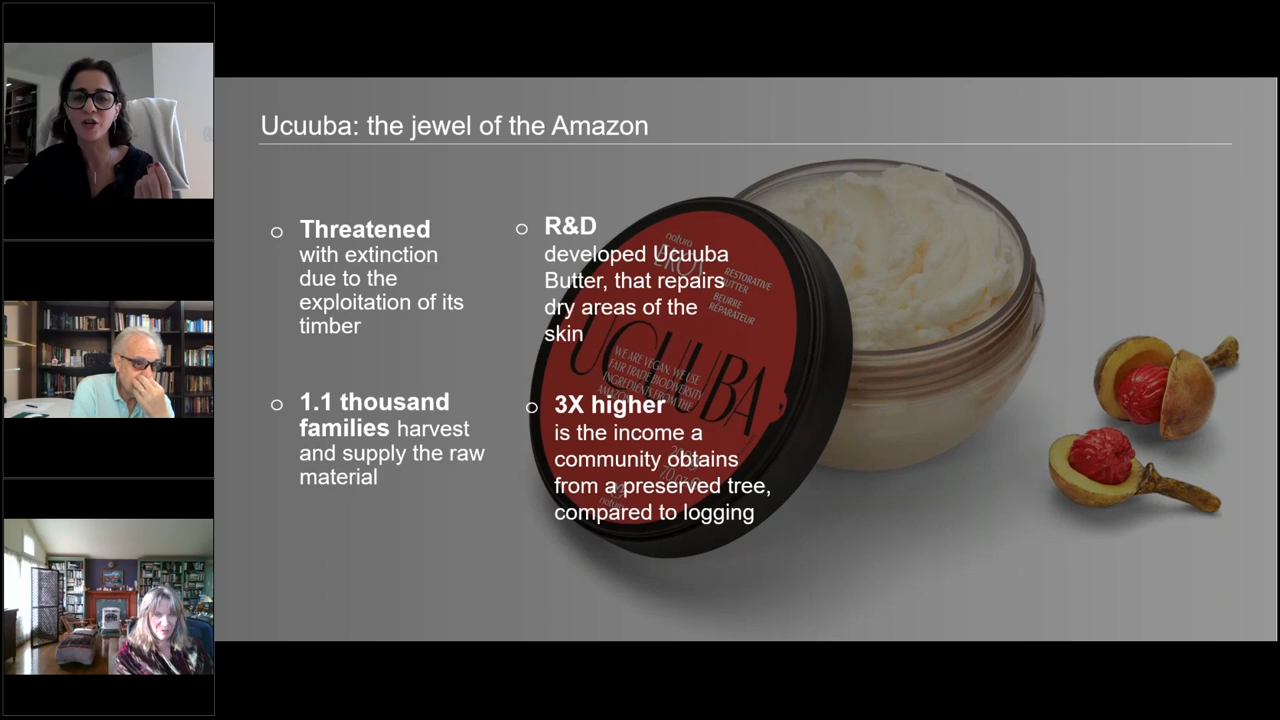 Ucuuba: the jewel of the Amazon
Threatened
with extinction
due to the
exploitation of its
timber
1.1 thousand
families harvest
and supply the raw
material
R&D
developed Ucuuba
Butter, that repairs
dry areas of the
skin
3X higher
is the income a
community obtains
from a preserved tree,
compared to logging
natura
EKOS
RESTORATIVE
BUTTER
BEURRE
RÉPARATEUR
UCUUBA
WE ARE VEGAN. WE USE
FAIR TRADE BIODIVERSITY
INGREDIENTS FROM THE